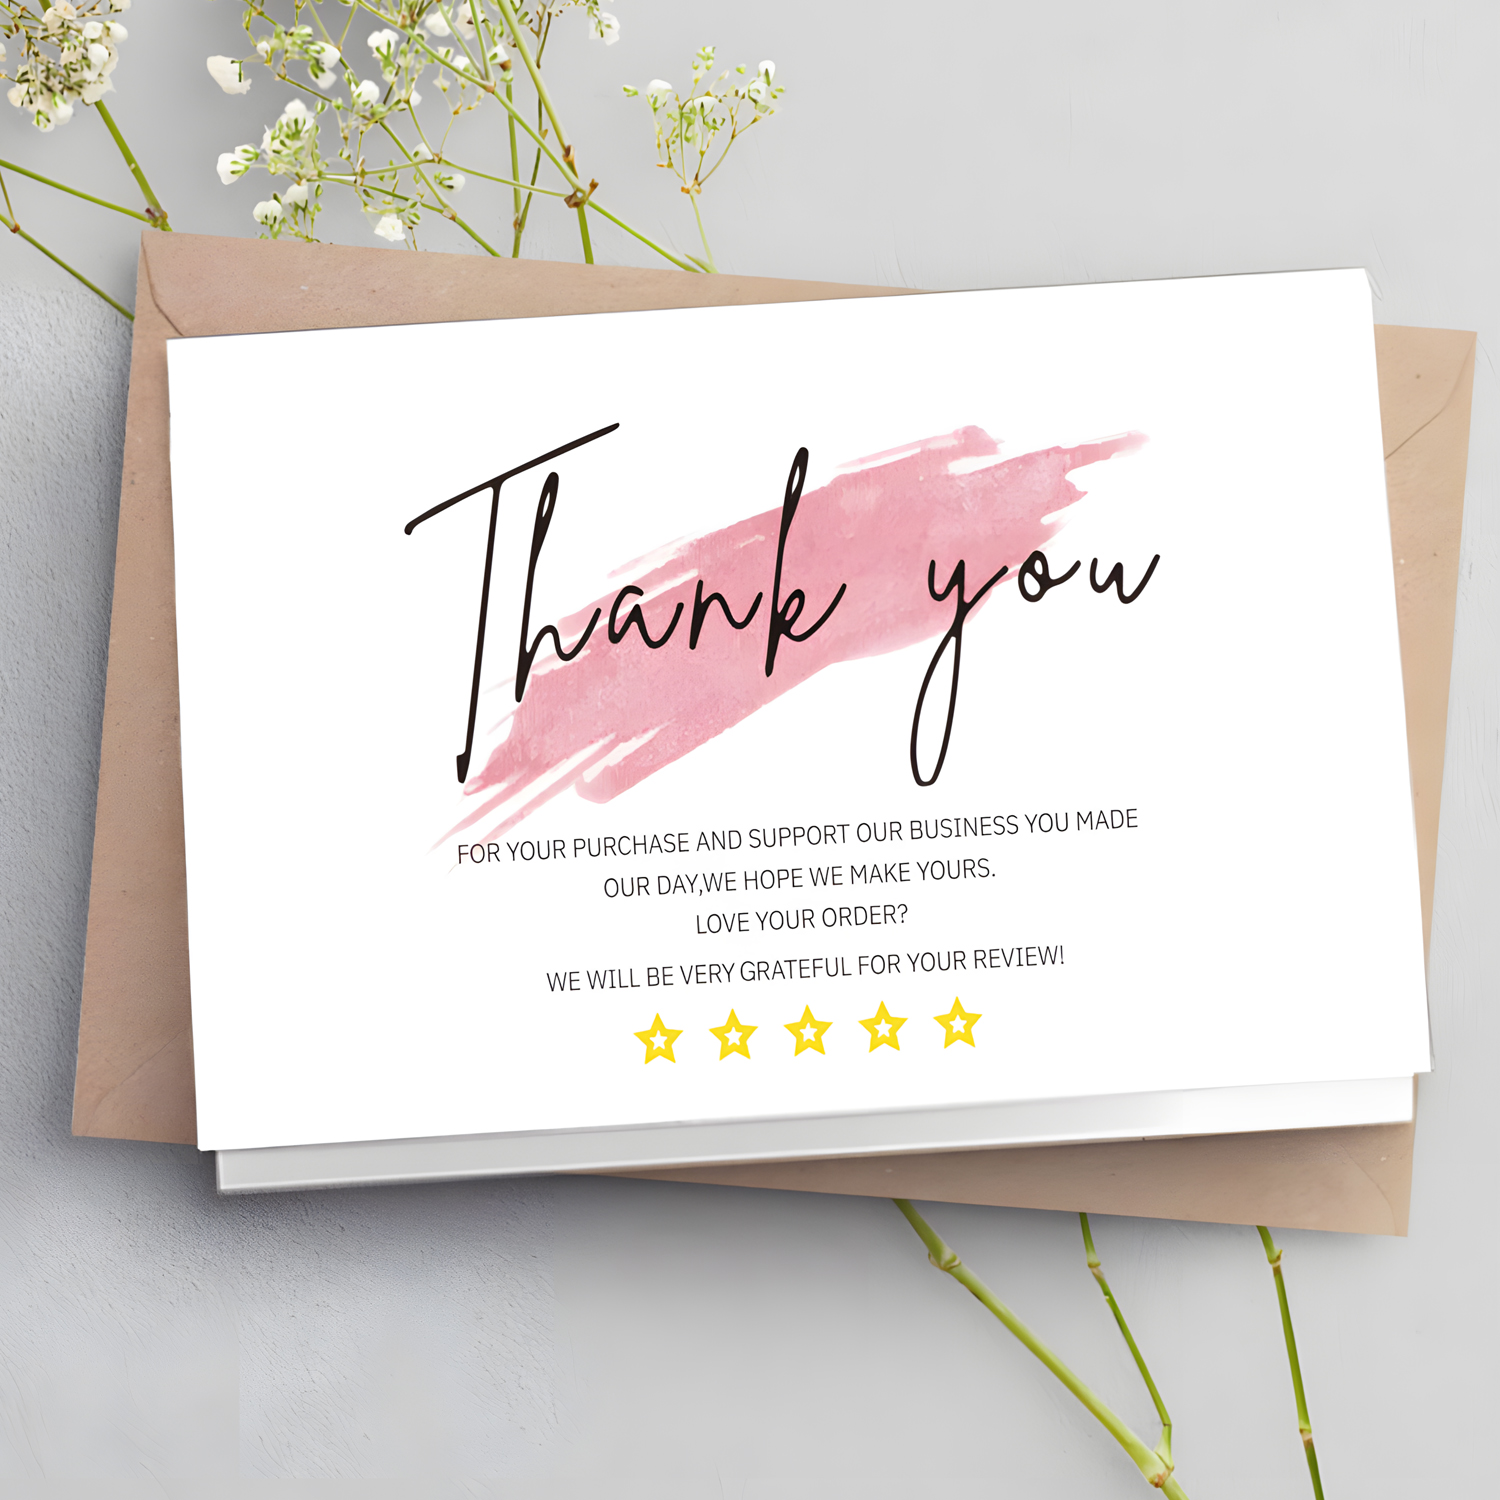 Thank you
FOR YOUR PURCHASE AND SUPPORT OUR BUSINESS YOU MADE
OUR DAY,WE HOPE WE MAKE YOURS.
LOVE YOUR ORDER?
WE WILL BE VERY GRATEFUL FOR YOUR REVIEW!